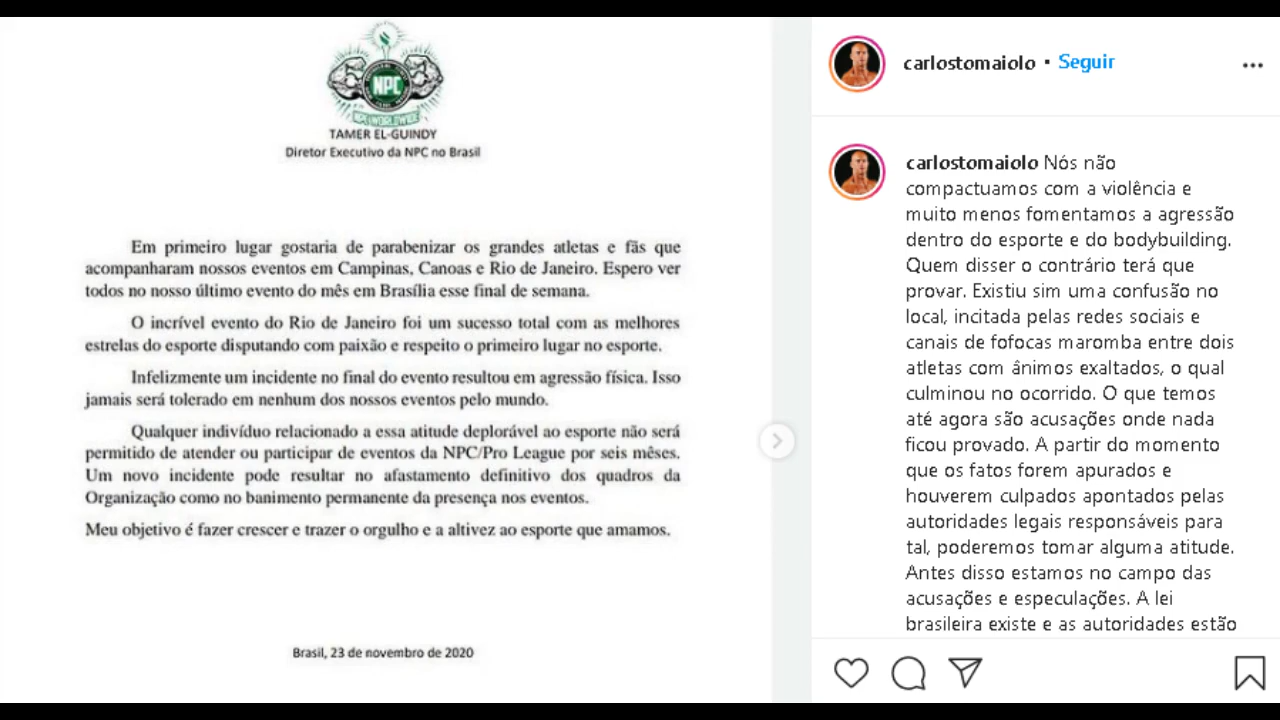 NPC
NPC WORLDWIDE
TAMER EL-GUINDY
Diretor Executivo da NPC no Brasil
Em primeiro lugar gostaria de parabenizar os grandes atletas e fãs que
acompanharam nossos eventos em Campinas, Canoas e Rio de Janeiro. Espero ver
todos no nosso último evento do mês em Brasília esse final de semana.
O incrível evento do Rio de Janeiro foi um sucesso total com as melhores
estrelas do esporte disputando com paixão e respeito o primeiro lugar no esporte.
Infelizmente um incidente no final do evento resultou em agressão física. Isso
jamais será tolerado em nenhum dos nossos eventos pelo mundo.
Qualquer indivíduo relacionado a essa atitude deplorável ao esporte não será
permitido de atender ou participar de eventos da NPC/Pro League por seis mêses.
Um novo incidente pode resultar no afastamento definitivo dos quadros da
Organização como no banimento permanente da presença nos eventos.
Meu objetivo é fazer crescer e trazer o orgulho e a altivez ao esporte que amamos.
Brasil, 23 de novembro de 2020
carlostomaiolo • Seguir
carlostomaiolo Nós não
compactuamos com a violência e
muito menos fomentamos a agressão
dentro do esporte e do bodybuilding.
Quem disser o contrário terá que
provar. Existiu sim uma confusão no
local, incitada pelas redes sociais e
canais de fofocas maromba entre dois
atletas com ânimos exaltados, o qual
culminou no ocorrido. O que temos
até agora são acusações onde nada
ficou provado. A partir do momento
que os fatos forem apurados e
houverem culpados apontados pelas
autoridades legais responsáveis para
tal, poderemos tomar alguma atitude.
Antes disso estamos no campo das
acusações e especulações. A lei
brasileira existe e as autoridades estão